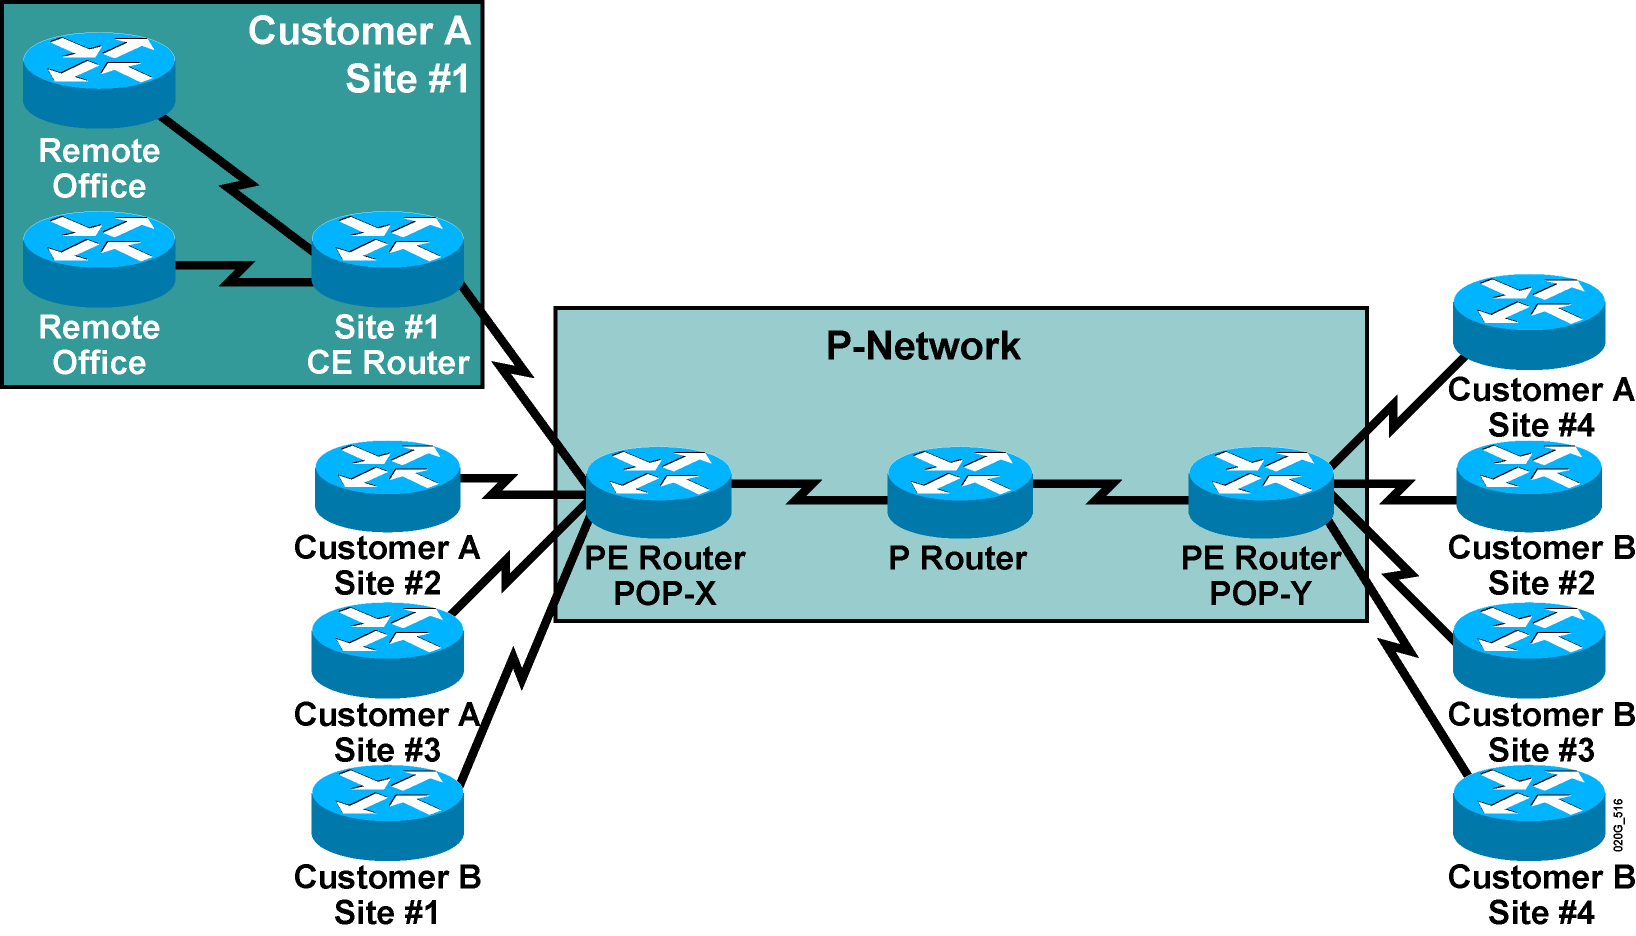 Customer A
Site #1
Remote
Office
Remote
Office
Site #1
CE Router
P-Network
PE Router
POP-X
P Router
PE Router
POP-Y
Customer A
Site #2
Customer A
Site #3
Customer B
Site #1
Customer A
Site #4
Customer B
Site #2
Customer B
Site #3
Customer B
Site #4
020G_516